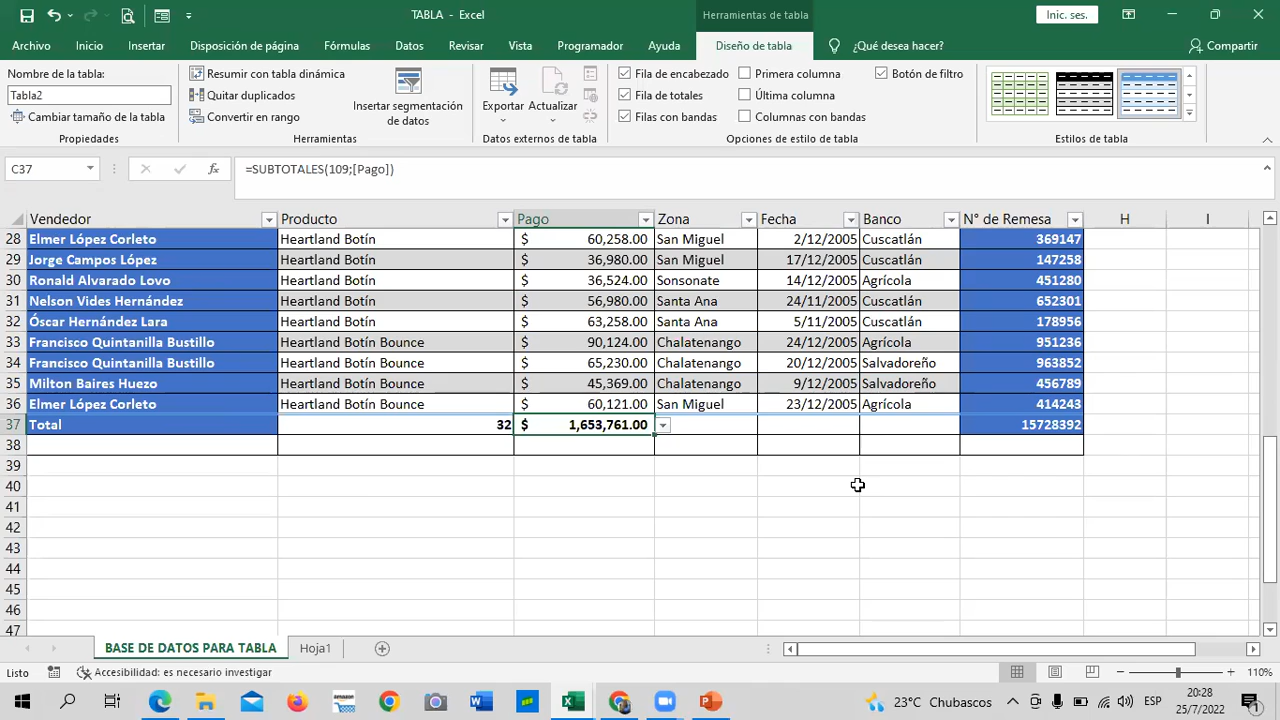 TABLA - Excel
Herramientas de tabla
Inic. ses.
Archivo Inicio Insertar Disposición de página Fórmulas Datos Revisar Vista Programador Ayuda Diseño de tabla ¿Qué desea hacer? Compartir
Nombre de la tabla:
Tabla2
Cambiar tamaño de la tabla
Propiedades
Resumir con tabla dinámica
Quitar duplicados
Convertir en rango
Insertar segmentación
de datos
Herramientas
Exportar Actualizar
Datos externos de tabla
Fila de encabezado Primera columna Botón de filtro
Fila de totales Última columna
Filas con bandas Columnas con bandas
Opciones de estilo de tabla
Estilos de tabla
C37 fx =SUBTOTALES(109;[Pago])
Vendedor Producto Pago Zona Fecha Banco N° de Remesa H I
28 Elmer López Corleto Heartland Botín $ 60,258.00 San Miguel 2/12/2005 Cuscatlán 369147
29 Jorge Campos López Heartland Botín $ 36,980.00 San Miguel 17/12/2005 Cuscatlán 147258
30 Ronald Alvarado Lovo Heartland Botín $ 36,524.00 Sonsonate 14/12/2005 Agrícola 451280
31 Nelson Vides Hernández Heartland Botín $ 56,980.00 Santa Ana 24/11/2005 Cuscatlán 652301
32 Óscar Hernández Lara Heartland Botín $ 63,258.00 Santa Ana 5/11/2005 Cuscatlán 178956
33 Francisco Quintanilla Bustillo Heartland Botín Bounce $ 90,124.00 Chalatenango 24/12/2005 Agrícola 951236
34 Francisco Quintanilla Bustillo Heartland Botín Bounce $ 65,230.00 Chalatenango 20/12/2005 Salvadoreño 963852
35 Milton Baires Huezo Heartland Botín Bounce $ 45,369.00 Chalatenango 9/12/2005 Salvadoreño 456789
36 Elmer López Corleto Heartland Botín Bounce $ 60,121.00 San Miguel 23/12/2005 Agrícola 414243
37 Total 32 $ 1,653,761.00 15728392
38
39
40
41
42
43
44
45
46
47
BASE DE DATOS PARA TABLA Hoja1
Listo Accesibilidad: es necesario investigar 110%
23°C Chubascos ESP 20:28
25/7/2022